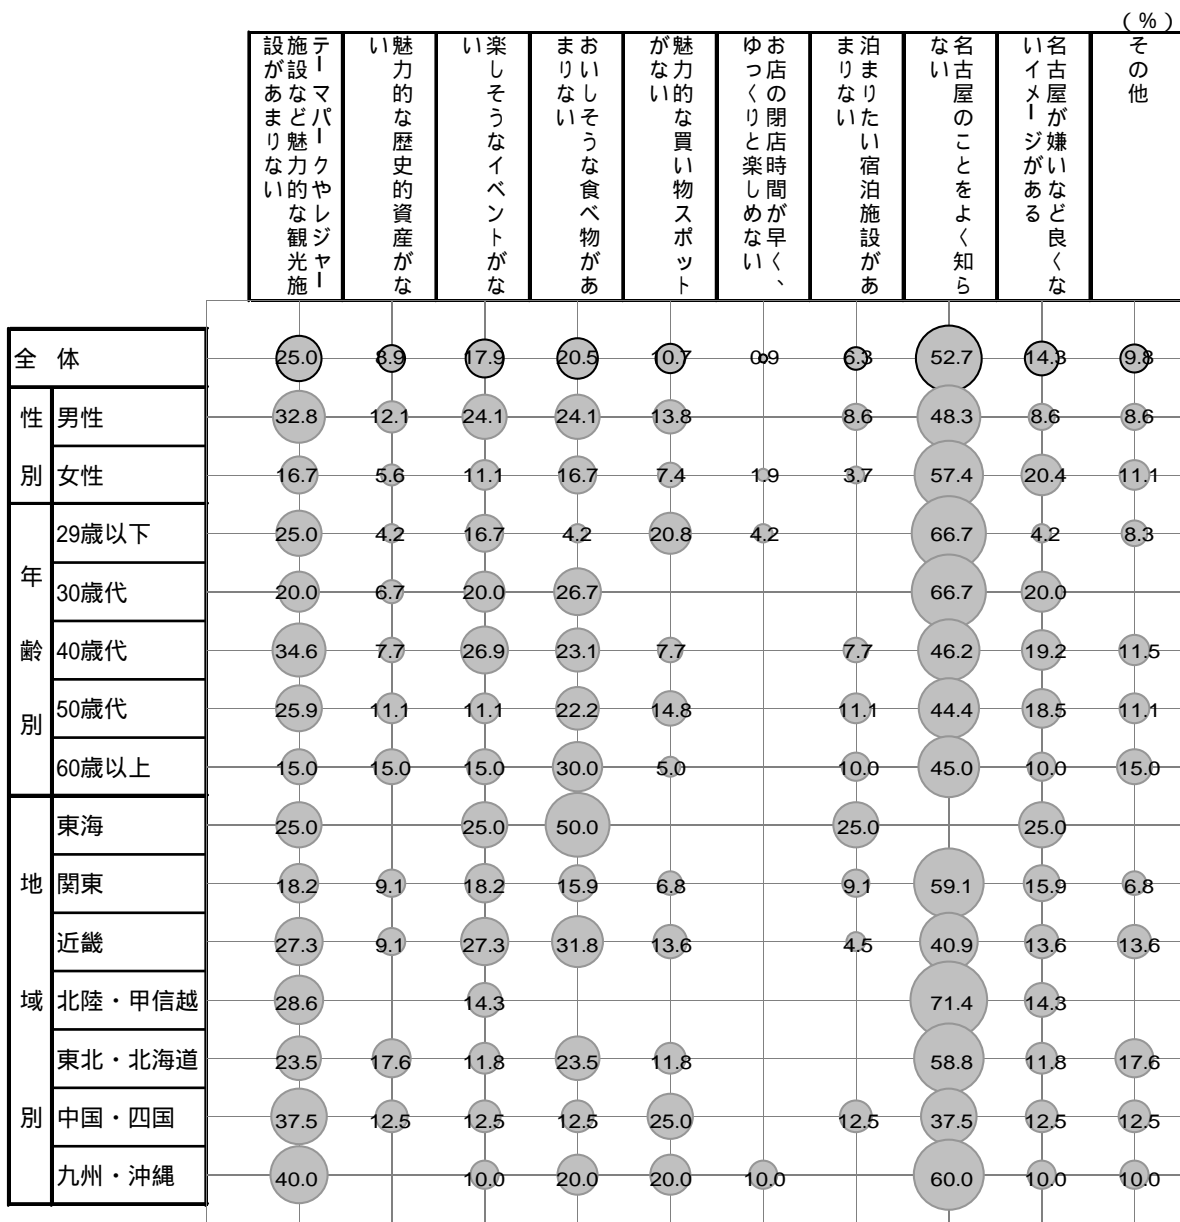 （％）
テーマパークやレジャー
施設など魅力的な観光施
設があまりない
魅力的な歴史的資産がな
い
楽しそうなイベントがな
い
おいしそうな食べ物があ
まりない
魅力的な買い物スポット
がない
お店の閉店時間が早く、
ゆっくりと楽しめない
泊まりたい宿泊施設があ
まりない
名古屋のことをよく知ら
ない
名古屋が嫌いなど良くな
いイメージがある
その他
全 体 25.0 8.9 17.9 20.5 10.7 0.9 6.3 52.7 14.3 9.8
性別
男性 32.8 12.1 24.1 24.1 13.8 8.6 48.3 8.6 8.6
女性 16.7 5.6 11.1 16.7 7.4 1.9 3.7 57.4 20.4 11.1
年齢別
29歳以下 25.0 4.2 16.7 4.2 20.8 4.2 66.7 4.2 8.3
30歳代 20.0 6.7 20.0 26.7 66.7 20.0
40歳代 34.6 7.7 26.9 23.1 7.7 7.7 46.2 19.2 11.5
50歳代 25.9 11.1 11.1 22.2 14.8 11.1 44.4 18.5 11.1
60歳以上 15.0 15.0 15.0 30.0 5.0 10.0 45.0 10.0 15.0
地域別
東海 25.0 25.0 50.0 25.0 25.0
関東 18.2 9.1 18.2 15.9 6.8 9.1 59.1 15.9 6.8
近畿 27.3 9.1 27.3 31.8 13.6 4.5 40.9 13.6 13.6
北陸・甲信越 28.6 14.3 71.4 14.3
東北・北海道 23.5 17.6 11.8 23.5 11.8 58.8 11.8 17.6
中国・四国 37.5 12.5 12.5 12.5 25.0 12.5 37.5 12.5 12.5
九州・沖縄 40.0 10.0 20.0 20.0 10.0 60.0 10.0 10.0